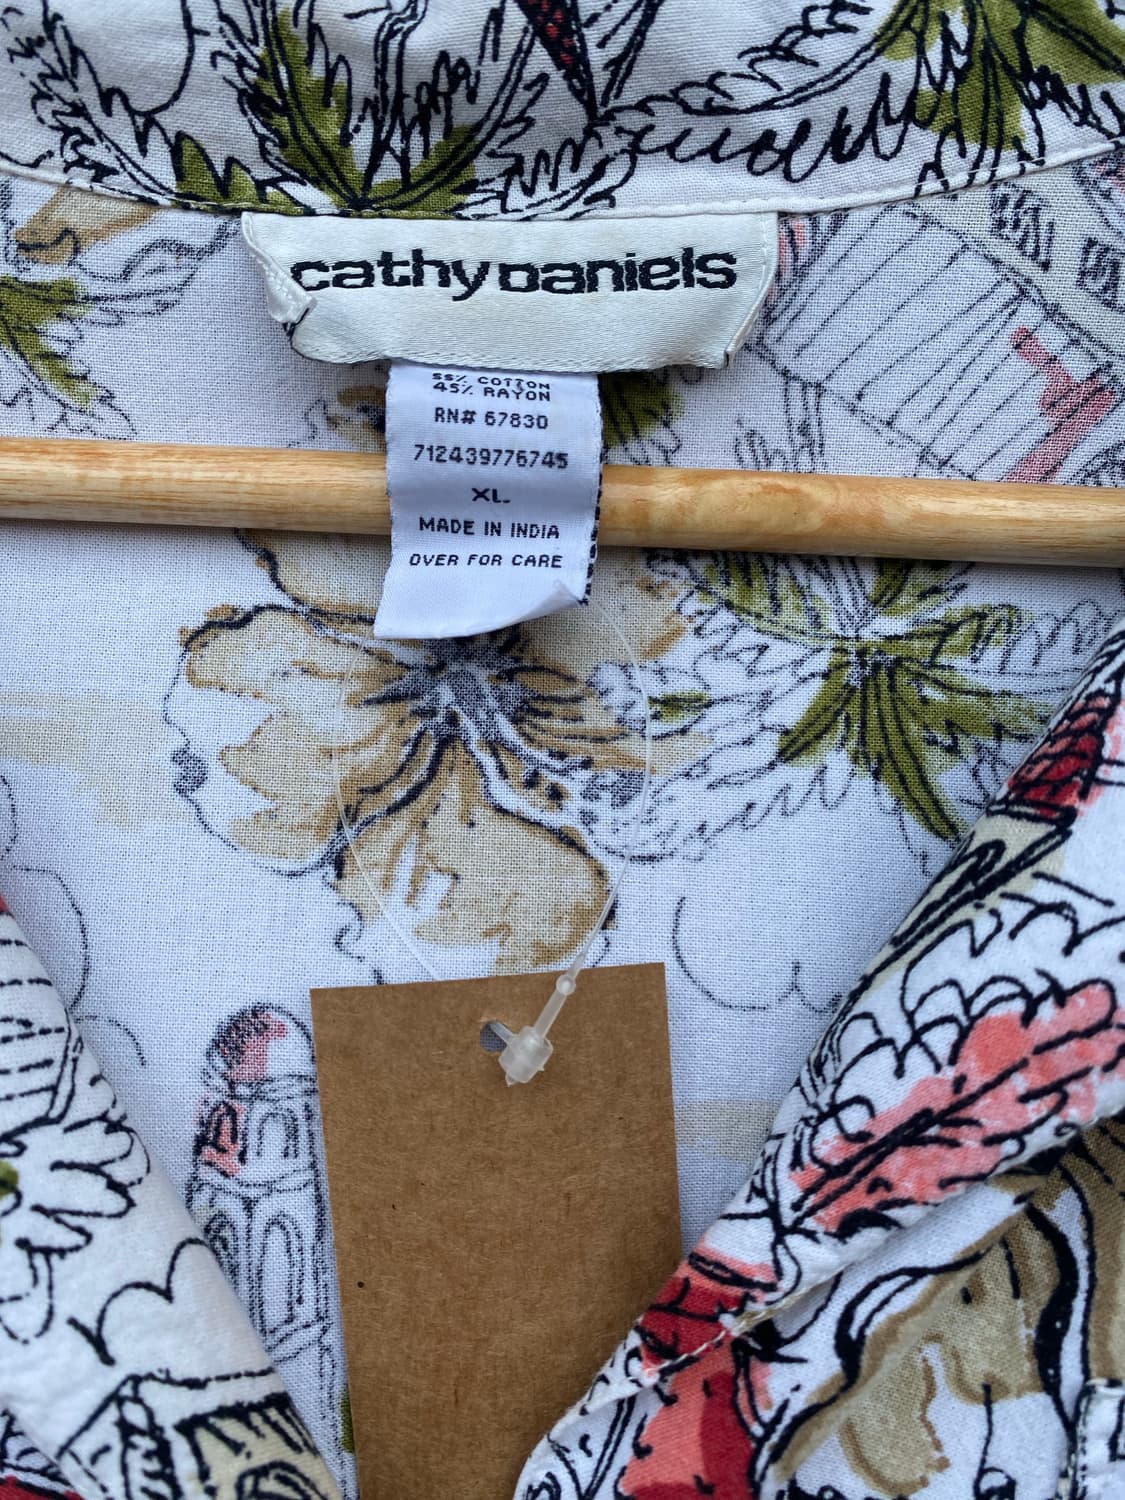 cathy Daniels
55% COTTON
45% RAYON
RN# 67830
712439776745
XL
MADE IN INDIA
OVER FOR CARE